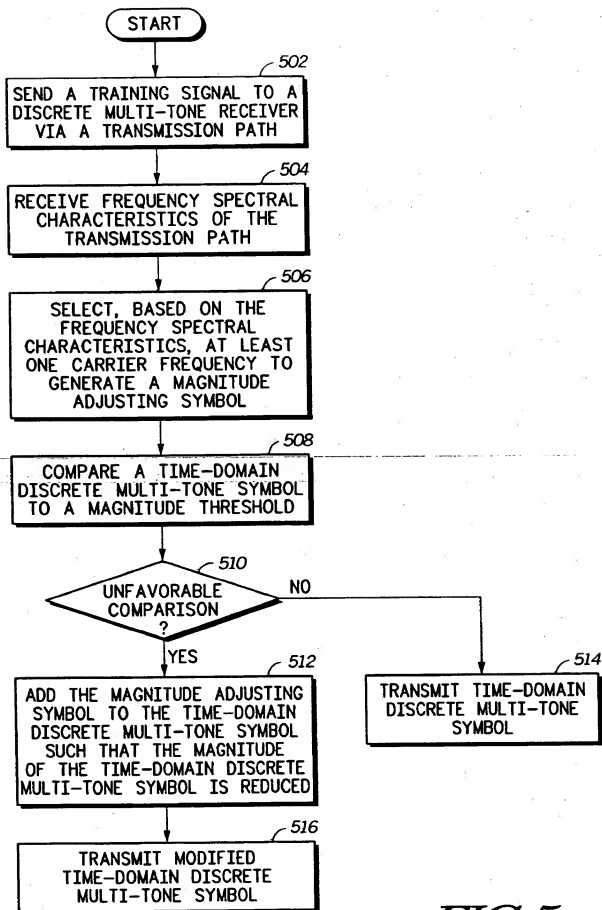 START
502
SEND A TRAINING SIGNAL TO A
DISCRETE MULTI-TONE RECEIVER
VIA A TRANSMISSION PATH
504
RECEIVE FREQUENCY SPECTRAL
CHARACTERISTICS OF THE
TRANSMISSION PATH
506
SELECT, BASED ON THE
FREQUENCY SPECTRAL
CHARACTERISTICS, AT LEAST
ONE CARRIER FREQUENCY TO
GENERATE A MAGNITUDE
ADJUSTING SYMBOL
508
COMPARE A TIME-DOMAIN
DISCRETE MULTI-TONE SYMBOL
TO A MAGNITUDE THRESHOLD
510
UNFAVORABLE
COMPARISON
?
NO
YES
512
ADD THE MAGNITUDE ADJUSTING
SYMBOL TO THE TIME-DOMAIN
DISCRETE MULTI-TONE SYMBOL
SUCH THAT THE MAGNITUDE
OF THE TIME-DOMAIN DISCRETE
MULTI-TONE SYMBOL IS REDUCED
514
TRANSMIT TIME-DOMAIN
DISCRETE MULTI-TONE
SYMBOL
516
TRANSMIT MODIFIED
TIME-DOMAIN DISCRETE
MULTI-TONE SYMBOL